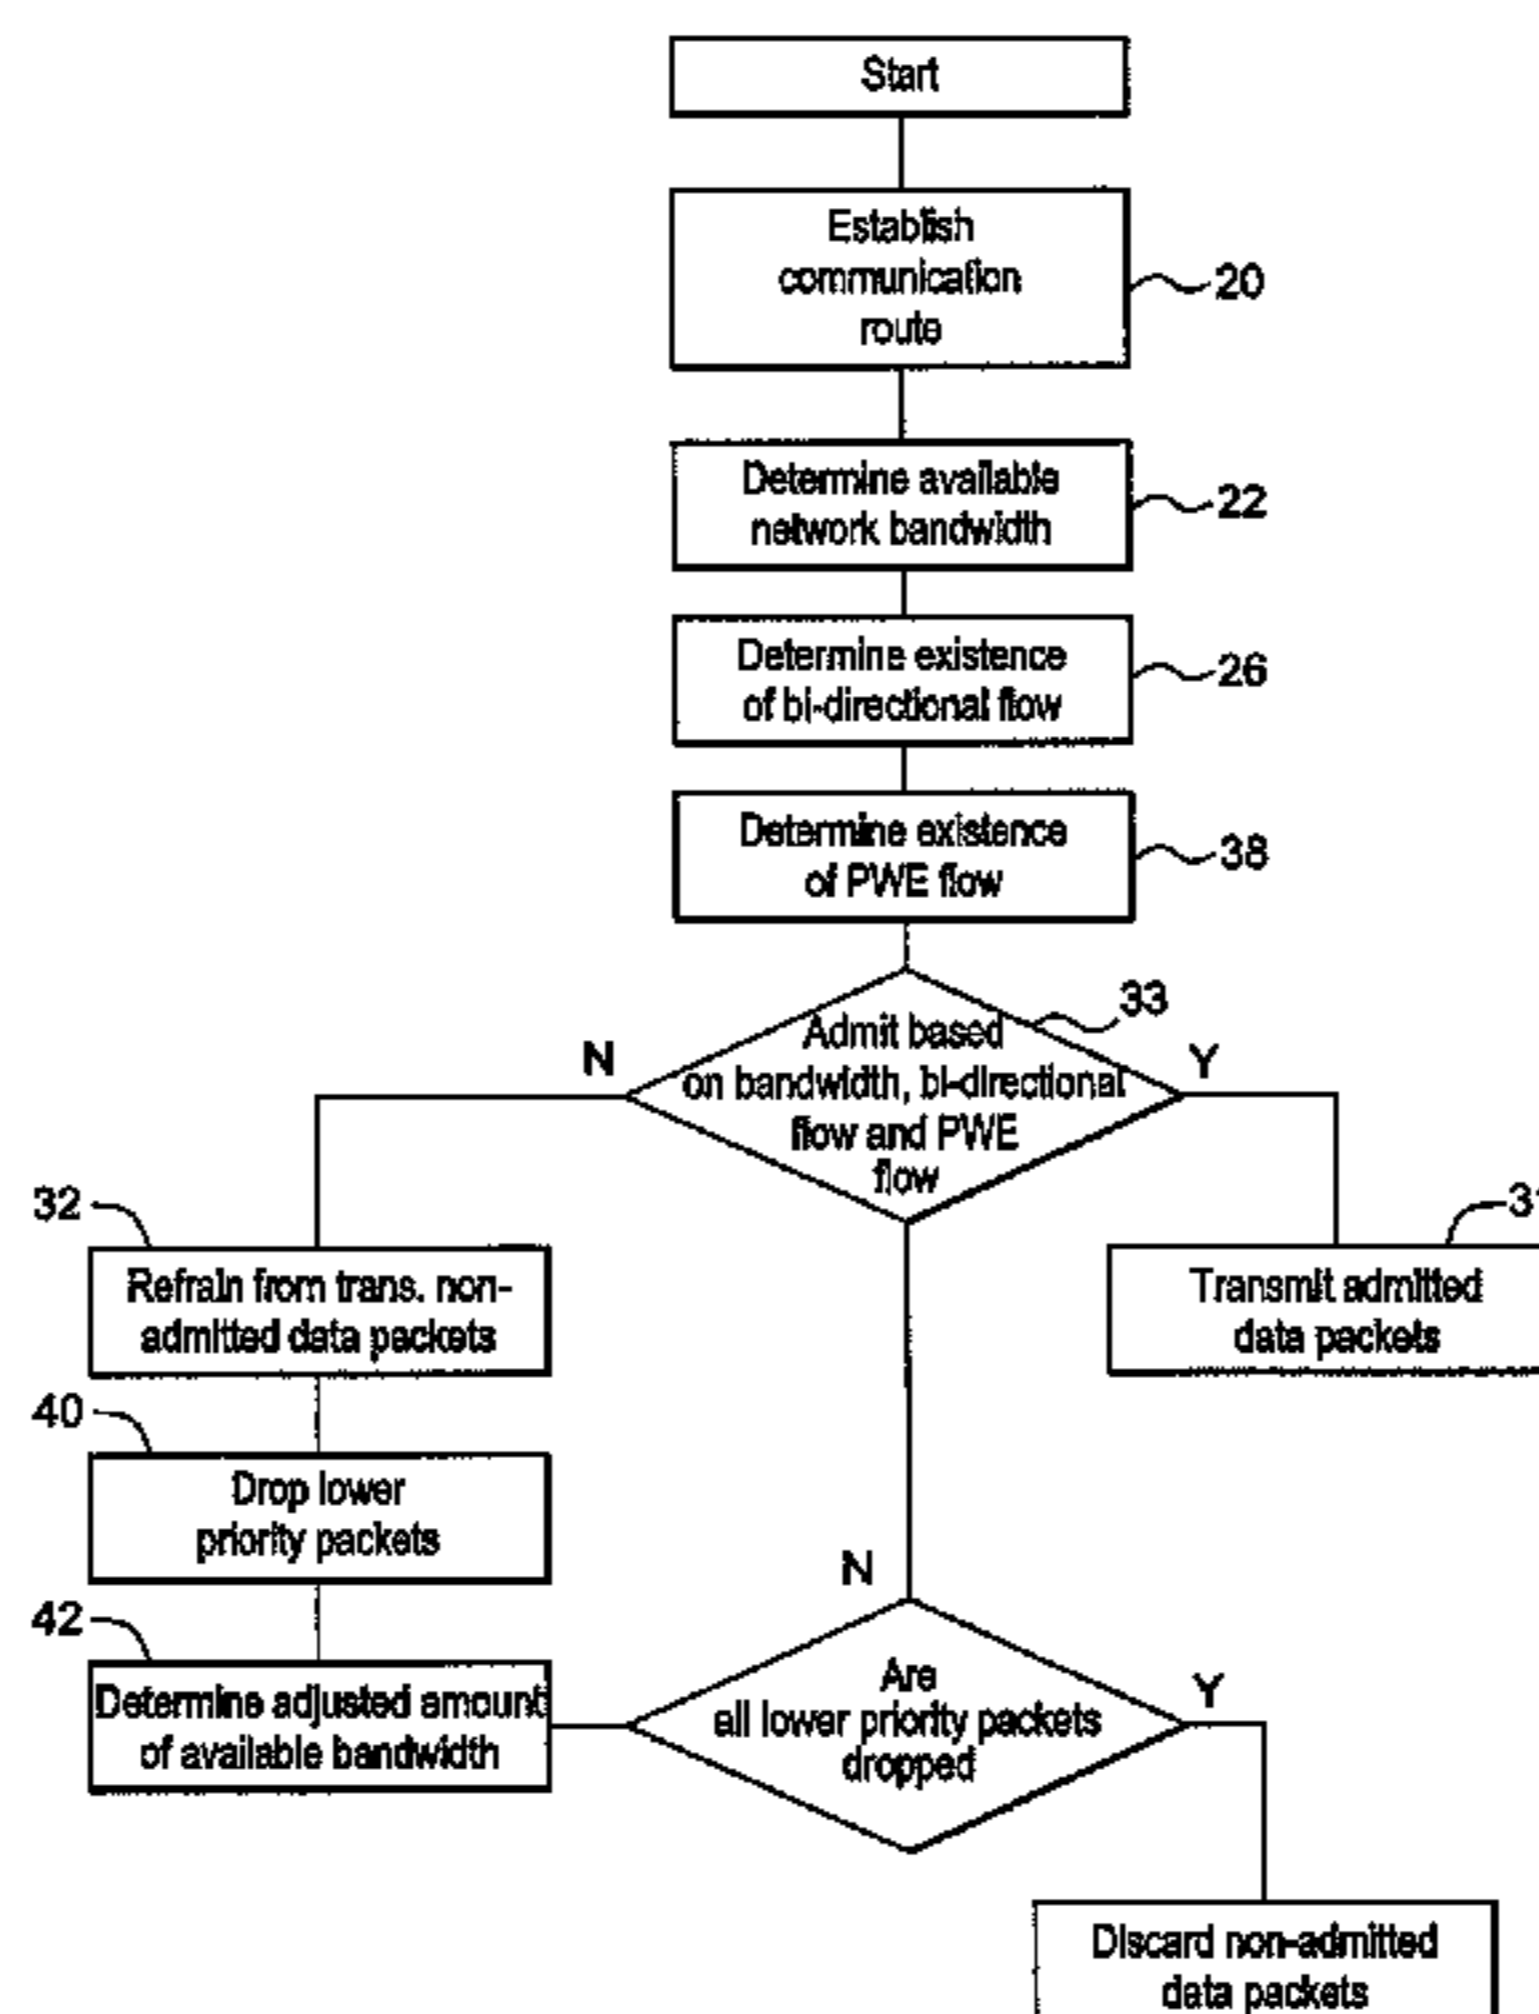 Start
Establish
communication
route
20
Determine available
network bandwidth
22
Determine existence
of bi-directional flow
26
Determine existence
of PWE flow
38
33
Admit based
on bandwidth, bi-directional
flow and PWE
flow
N
Y
32
Refrain from trans. non-
admitted data packets
Transmit admitted
data packets
40
Drop lower
priority packets
42
Determine adjusted amount
of available bandwidth
N
Are
all lower priority packets
dropped
Y
Discard non-admitted
data packets